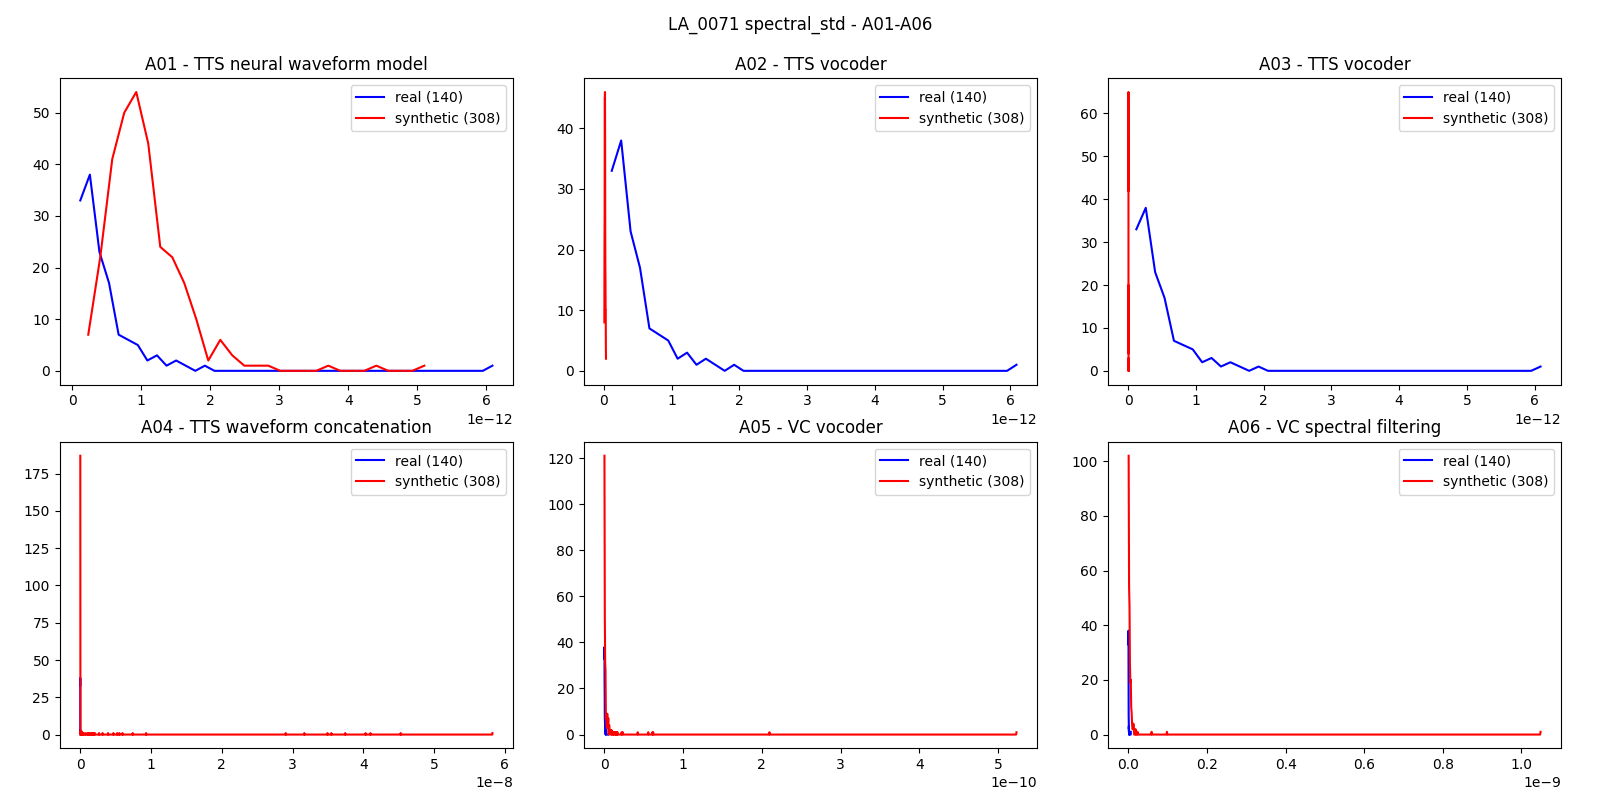 LA_0071 spectral_std - A01-A06
A01 - TTS neural waveform model
real (140)
synthetic (308)
50
40
30
20
10
0
0 1 2 3 4 5 6
1e−12
A02 - TTS vocoder
real (140)
synthetic (308)
40
30
20
10
0
0 1 2 3 4 5 6
1e−12
A03 - TTS vocoder
real (140)
synthetic (308)
60
50
40
30
20
10
0
0 1 2 3 4 5 6
1e−12
A04 - TTS waveform concatenation
real (140)
synthetic (308)
175
150
125
100
75
50
25
0
0 1 2 3 4 5 6
1e−8
A05 - VC vocoder
real (140)
synthetic (308)
120
100
80
60
40
20
0
0 1 2 3 4 5
1e−10
A06 - VC spectral filtering
real (140)
synthetic (308)
100
80
60
40
20
0
0.0 0.2 0.4 0.6 0.8 1.0
1e−9